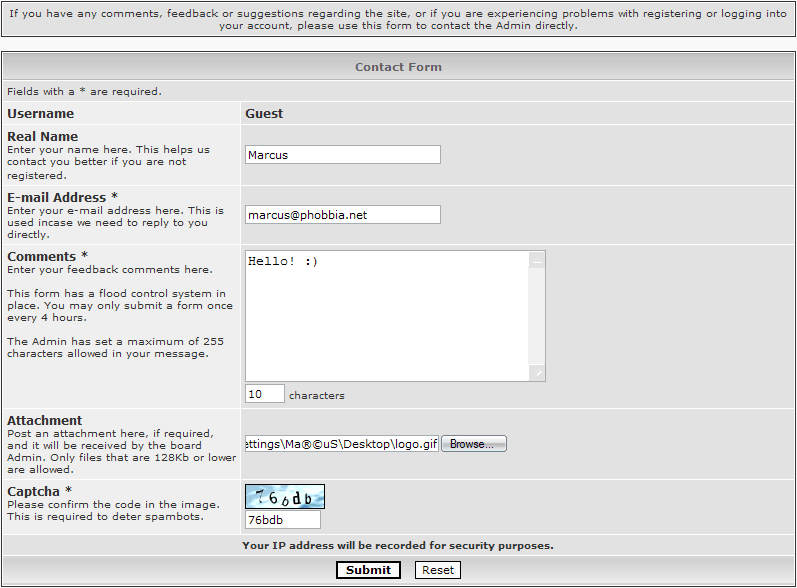 If you have any comments, feedback or suggestions regarding the site, or if you are experiencing problems with registering or logging into
your account, please use this form to contact the Admin directly.
Contact Form
Fields with a * are required.
Username
Guest
Real Name
Enter your name here. This helps us
contact you better if you are not
registered.
Marcus
E-mail Address *
Enter your e-mail address here. This is
used incase we need to reply to you
directly.
marcus@phobbia.net
Comments *
Enter your feedback comments here.
This form has a flood control system in
place. You may only submit a form once
every 4 hours.
The Admin has set a maximum of 255
characters allowed in your message.
Hello! :)
10 characters
Attachment
Post an attachment here, if required,
and it will be received by the board
Admin. Only files that are 128Kb or lower
are allowed.
ettings\Ma®©uS\Desktop\logo.gif Browse...
Captcha *
Please confirm the code in the image.
This is required to deter spambots.
76bdb
76bdb
Your IP address will be recorded for security purposes.
Submit Reset